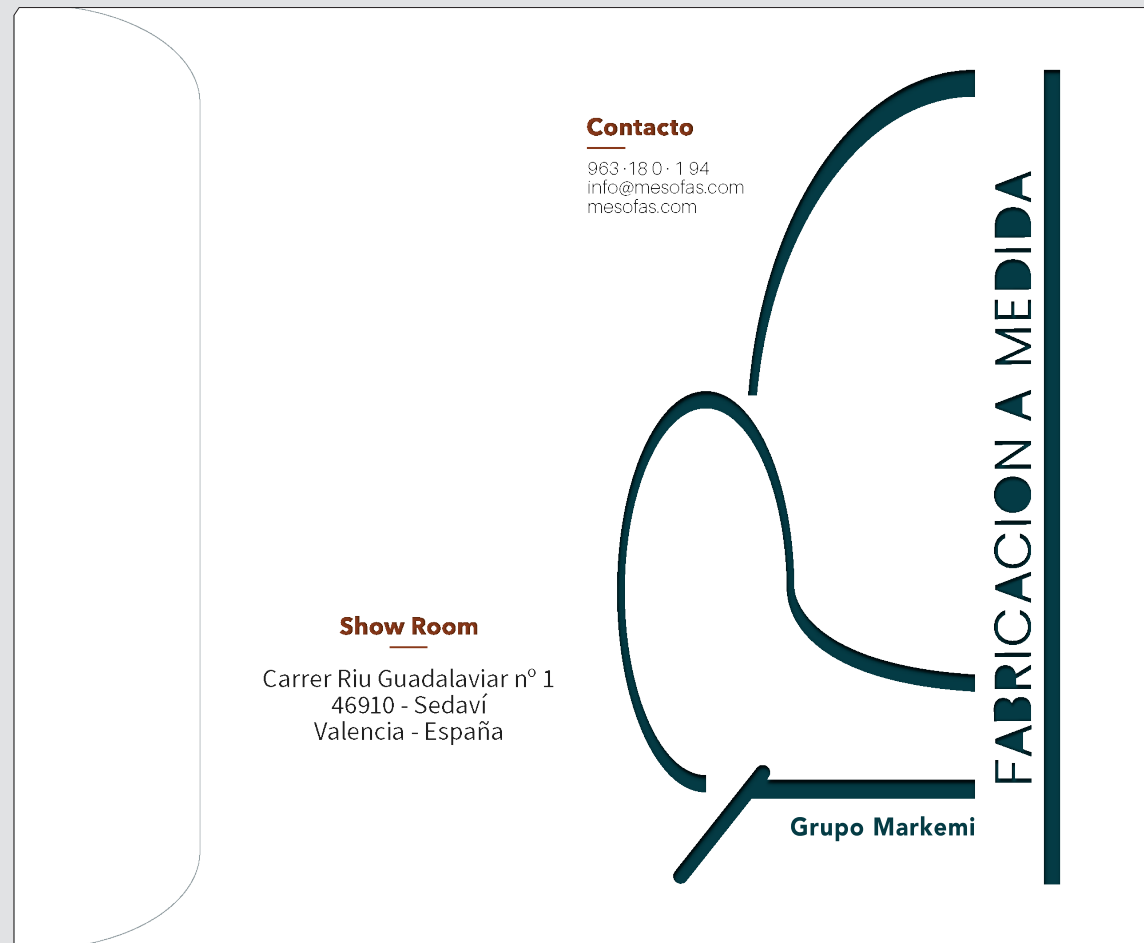 Contacto
963·18 0· 1 94
info@mesofas.com
mesofas.com
FABRICACION A MEDIDA
Show Room
Carrer Riu Guadalaviar nº 1
46910 - Sedaví
Valencia - España
Grupo Markemi